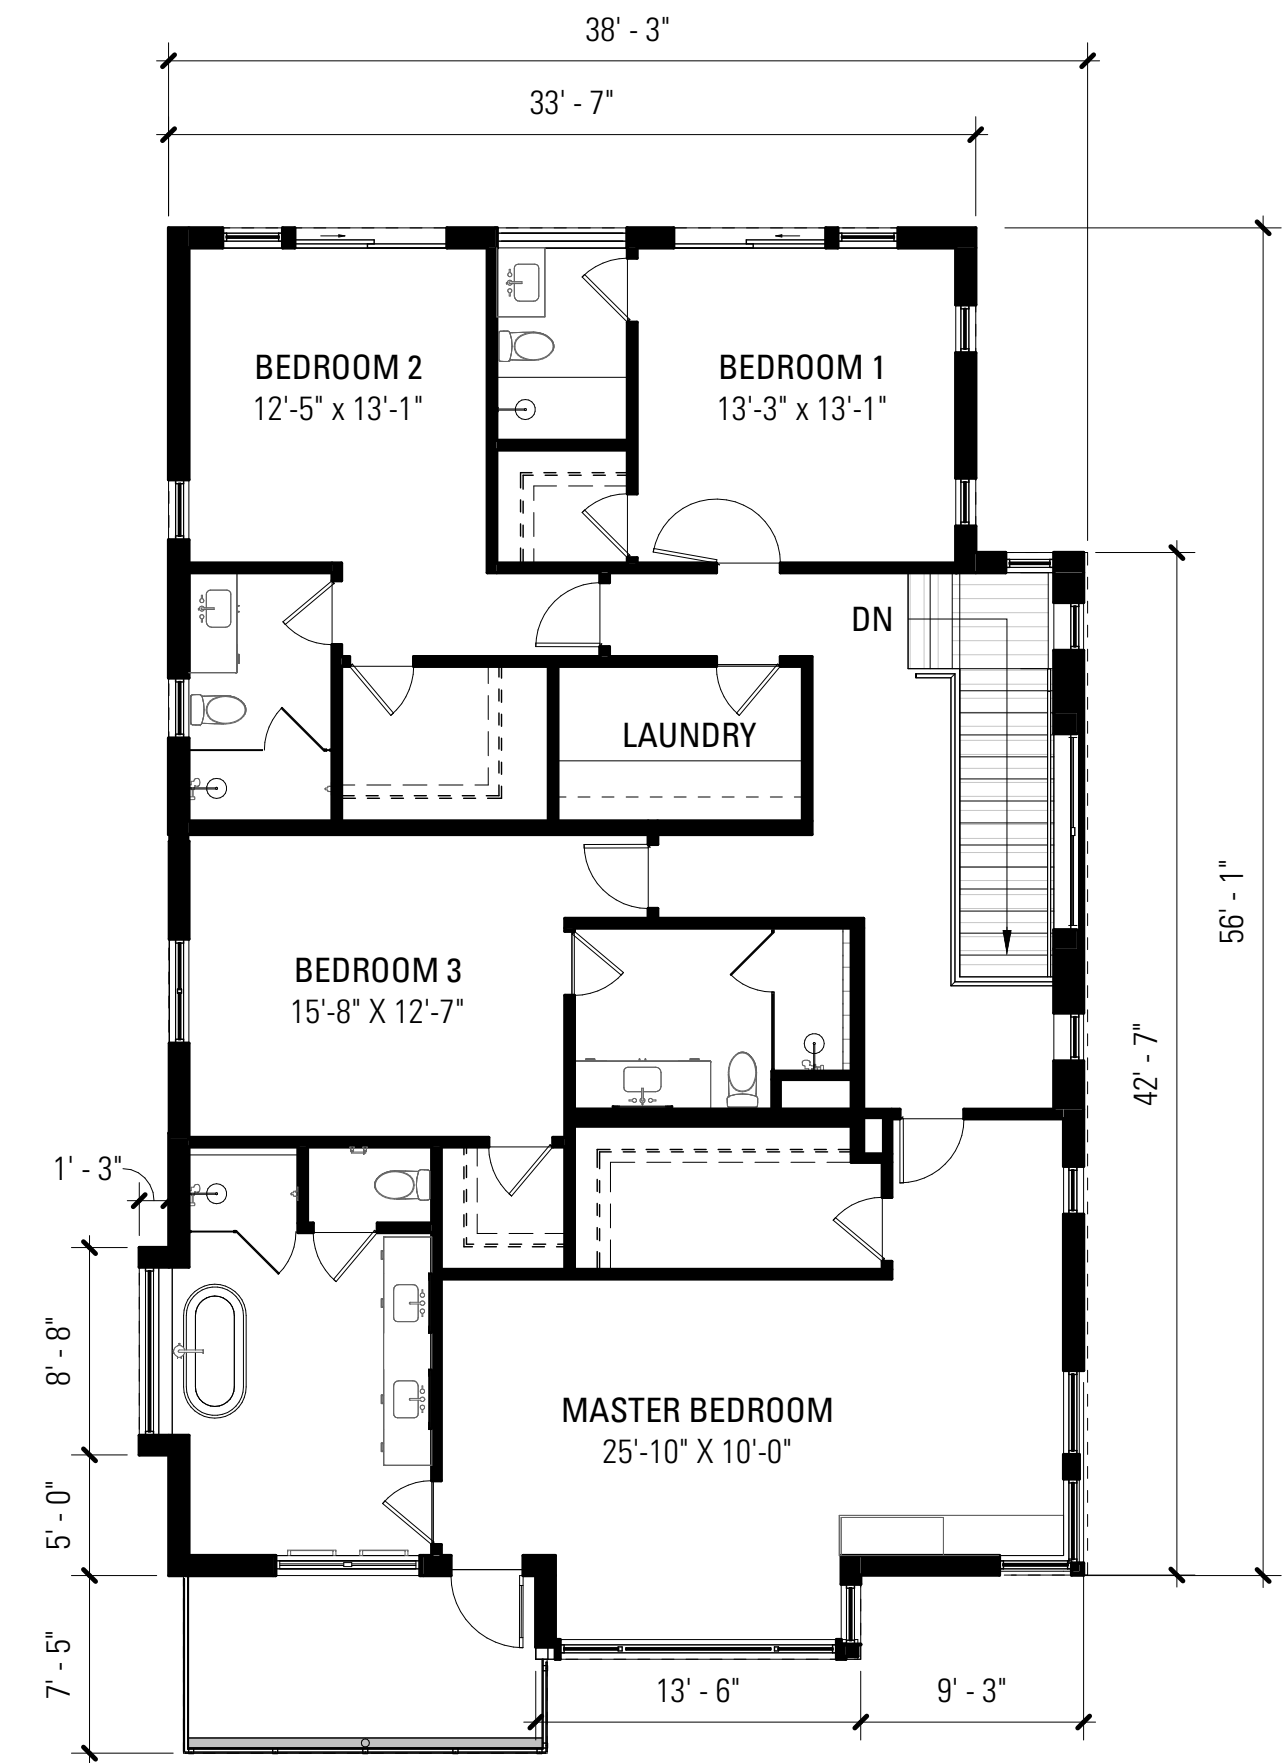 38' - 3"
33' - 7"
BEDROOM 2
12'-5" x 13'-1"
BEDROOM 1
13'-3" x 13'-1"
DN
LAUNDRY
56' - 1"
BEDROOM 3
15'-8" X 12'-7"
42' - 7"
1' - 3"
8' - 8"
MASTER BEDROOM
25'-10" X 10'-0"
5' - 0"
7' - 5"
13' - 6"
9' - 3"